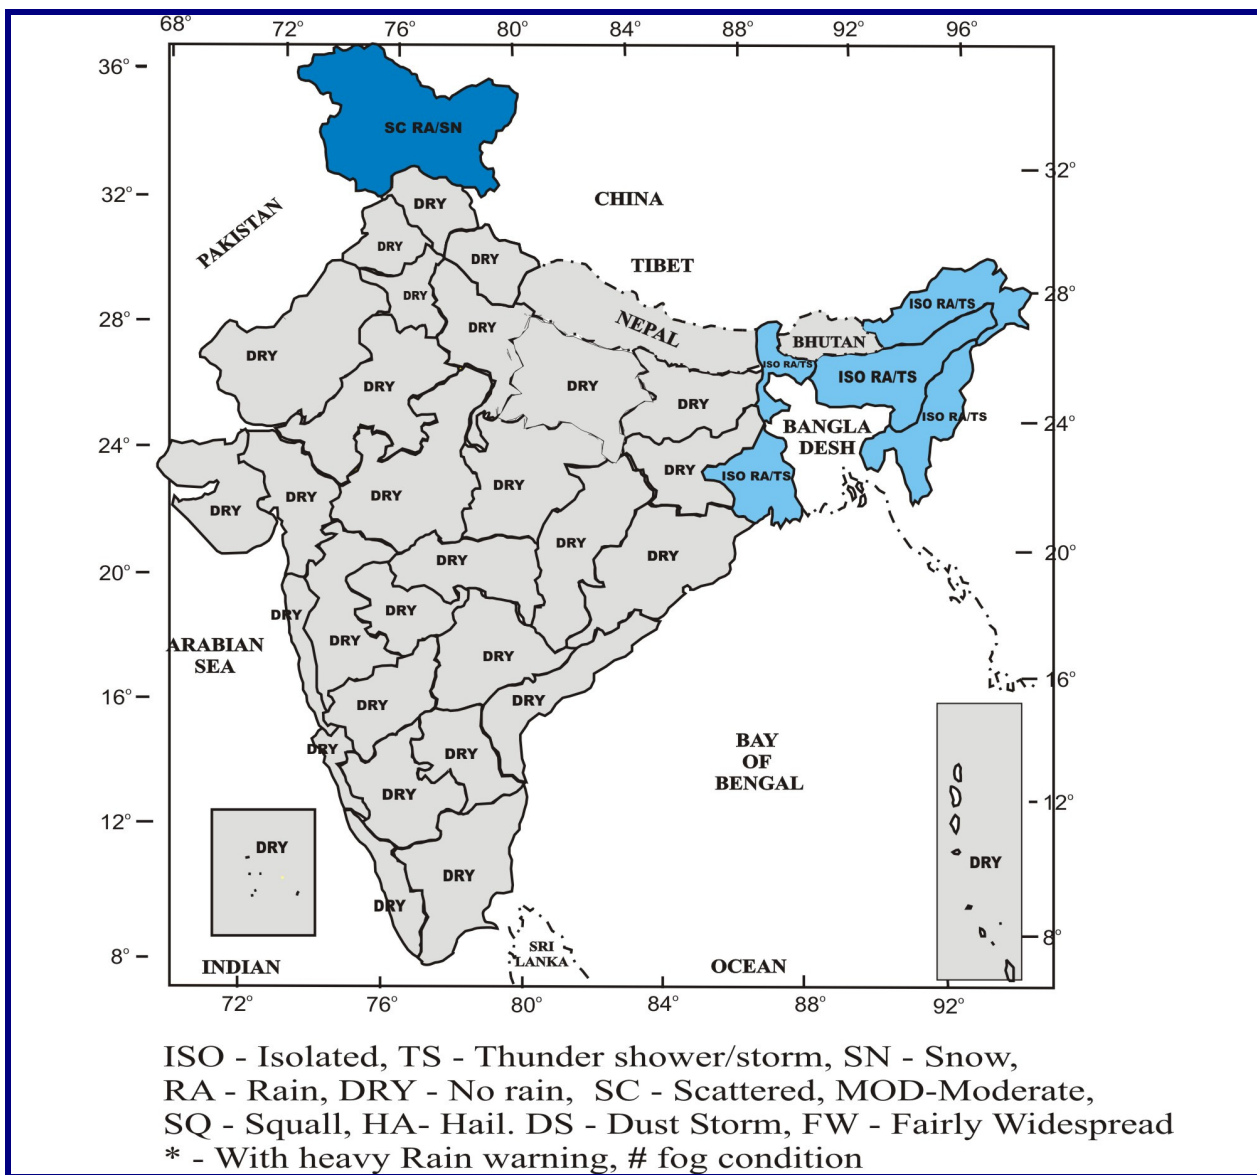 68° 72° 76° 80° 84° 88° 92° 96°
36°
SC RA/SN
32°
32°
DRY
CHINA
PAKISTAN
DRY
DRY
TIBET
28°
DRY
ISO RA/TS
28°
DRY
NEPAL
BHUTAN
DRY
ISO RA/TS
ISO RA/TS
DRY
DRY
DRY
ISO RA/TS
24°
BANGLA
DESH
24°
DRY
ISO RA/TS
DRY
DRY
DRY
DRY
20°
DRY
DRY
DRY
20°
DRY
DRY
ARABIAN
SEA
DRY
DRY
16°
16°
DRY
DRY
BAY
OF
BENGAL
DRY
DRY
12°
DRY
12°
DRY
DRY
DRY
DRY
8°
8°
SRI
LANKA
INDIAN
OCEAN
72° 76° 80° 84° 88° 92°
ISO - Isolated, TS - Thunder shower/storm, SN - Snow,
RA - Rain, DRY - No rain, SC - Scattered, MOD-Moderate,
SQ - Squall, HA- Hail. DS - Dust Storm, FW - Fairly Widespread
* - With heavy Rain warning, # fog condition